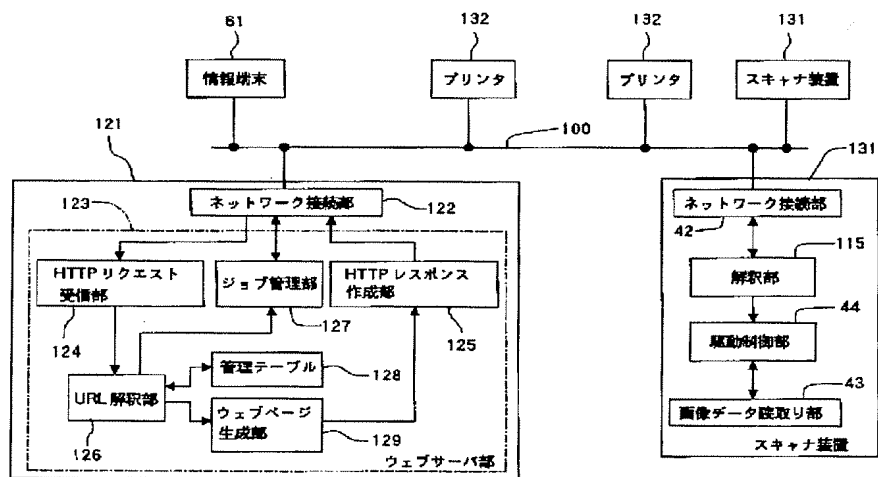 61
132
132
131
情報端末
プリンタ
プリンタ
スキャナ装置
100
121
131
ネットワーク接続部
122
123
HTTPリクエスト
受信部
124
ジョブ管理部
127
HTTPレスポンス
作成部
125
URL解釈部
126
管理テーブル
128
ウェブページ
生成部
129
ウェブサーバ部
ネットワーク接続部
42
115
解釈部
44
駆動制御部
43
画像データ読取り部
スキャナ装置